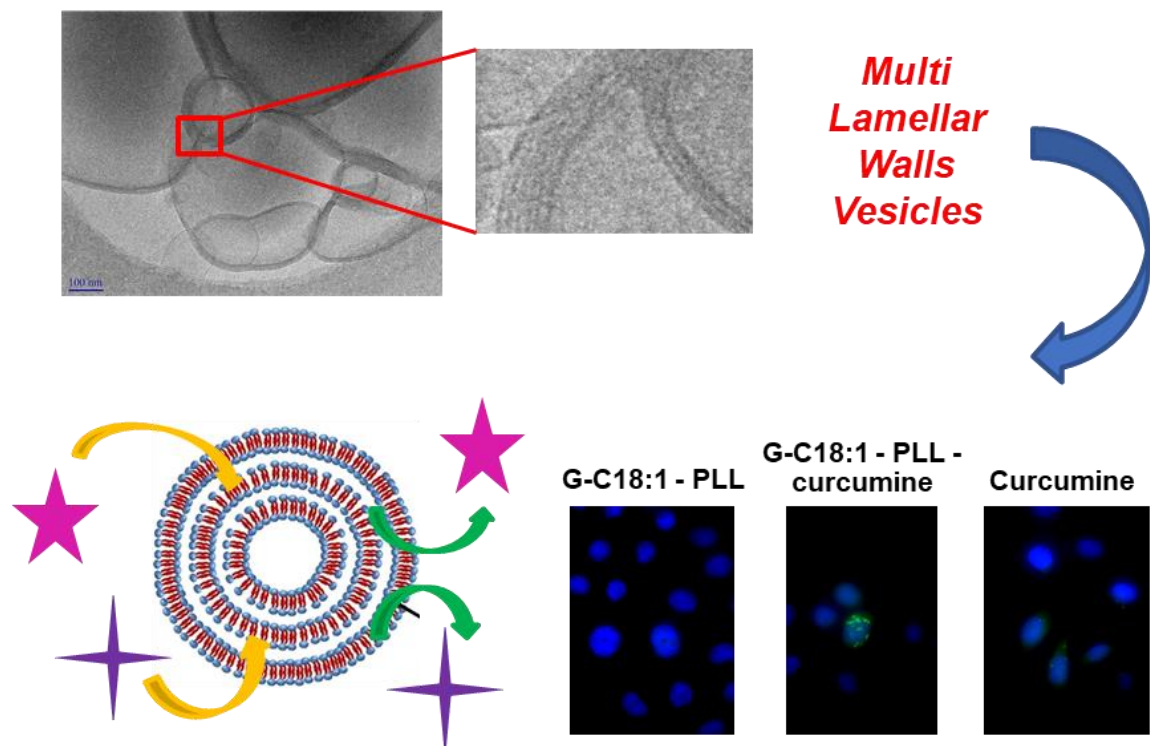 100 nm
Multi
Lamellar
Walls
Vesicles
G-C18:1 - PLL
G-C18:1 - PLL -
curcumine
Curcumine